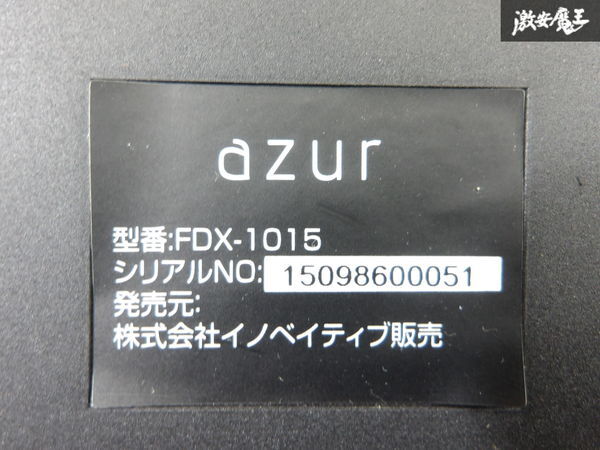 激安魔王
azur
型番:FDX-1015
シリアルNO: 15098600051
発売元:
株式会社イノベイティブ販売